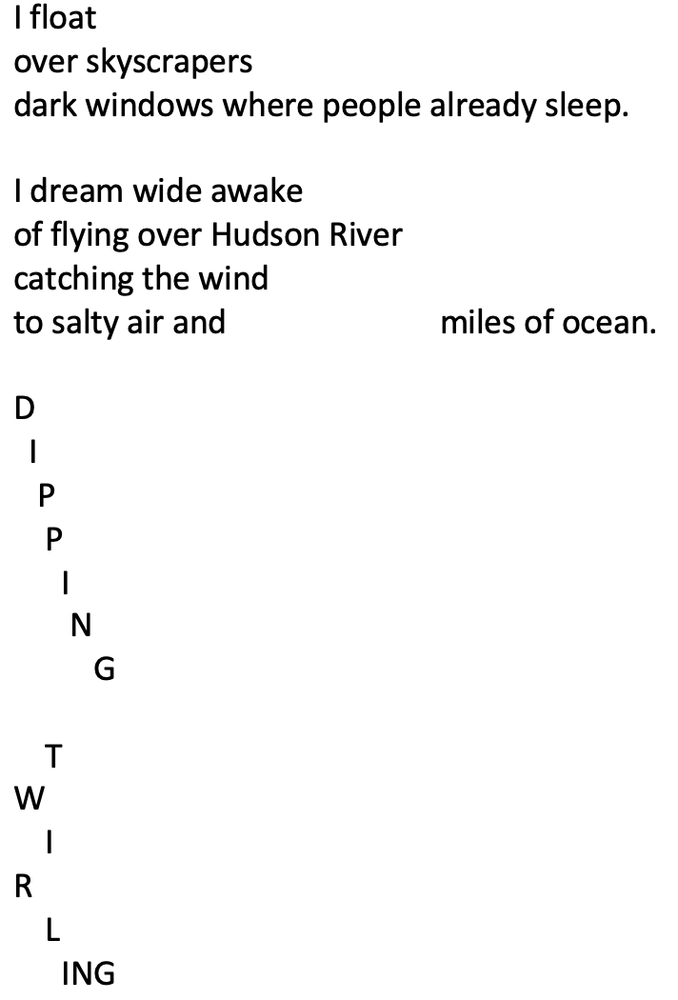 I float
over skyscrapers
dark windows where people already sleep.
I dream wide awake
of flying over Hudson River
catching the wind
to salty air and miles of ocean.
D
I
P
P
I
N
G
T
W
I
R
L
ING